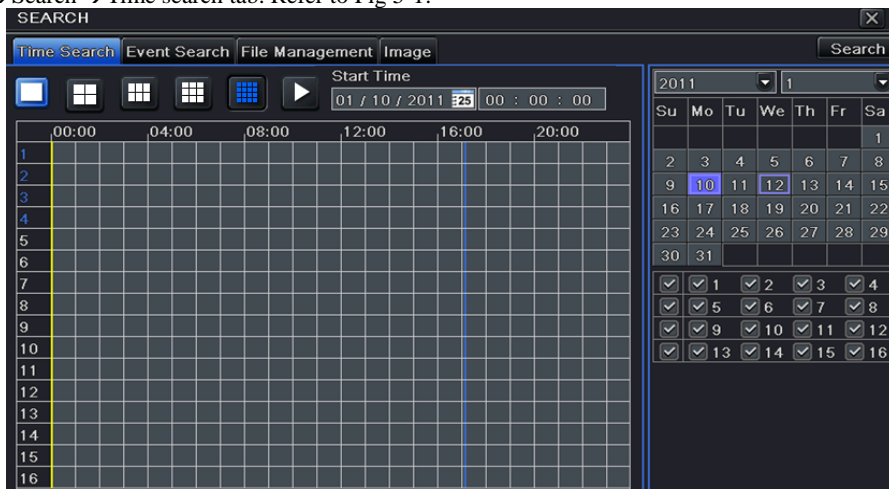 Search → Time search tab. Refer to Fig 5-1.
SEARCH
Time Search Event Search File Management Image Search
Start Time
01 / 10 / 2011 25 00 : 00 : 00
2011 1
Su Mo Tu We Th Fr Sa
1
2 3 4 5 6 7 8
9 10 11 12 13 14 15
16 17 18 19 20 21 22
23 24 25 26 27 28 29
30 31
00:00 04:00 08:00 12:00 16:00 20:00
1
2
3
4
5
6
7
8
9
10
11
12
13
14
15
16
1 2 3 4
5 6 7 8
9 10 11 12
13 14 15 16